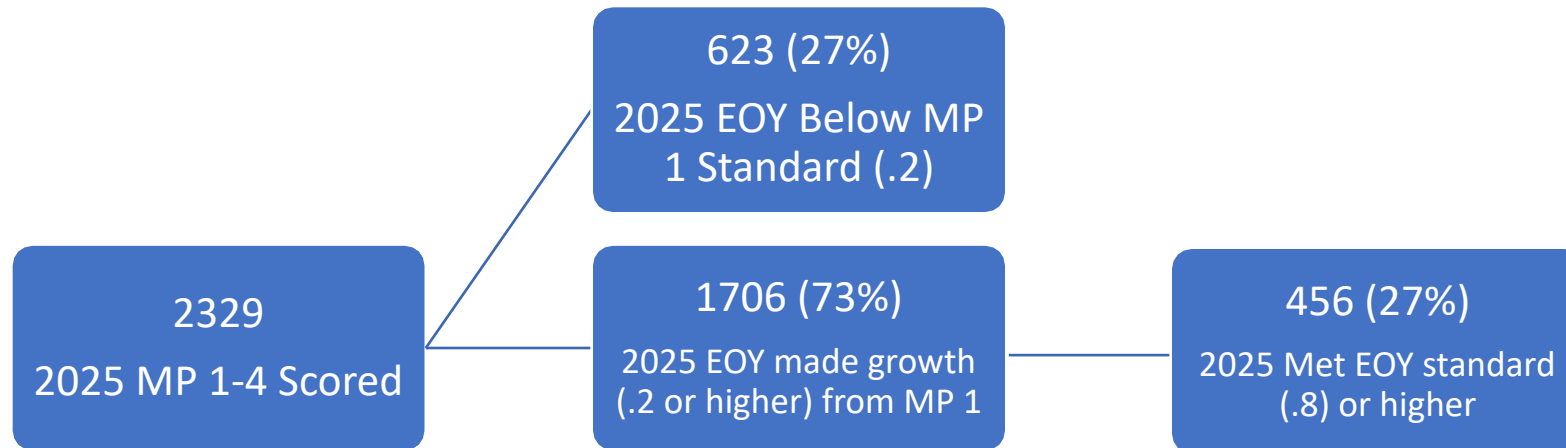 623 (27%)
2025 EOY Below MP
1 Standard (.2)
2329
2025 MP 1-4 Scored
1706 (73%)
2025 EOY made growth
(.2 or higher) from MP 1
456 (27%)
2025 Met EOY standard
(.8) or higher